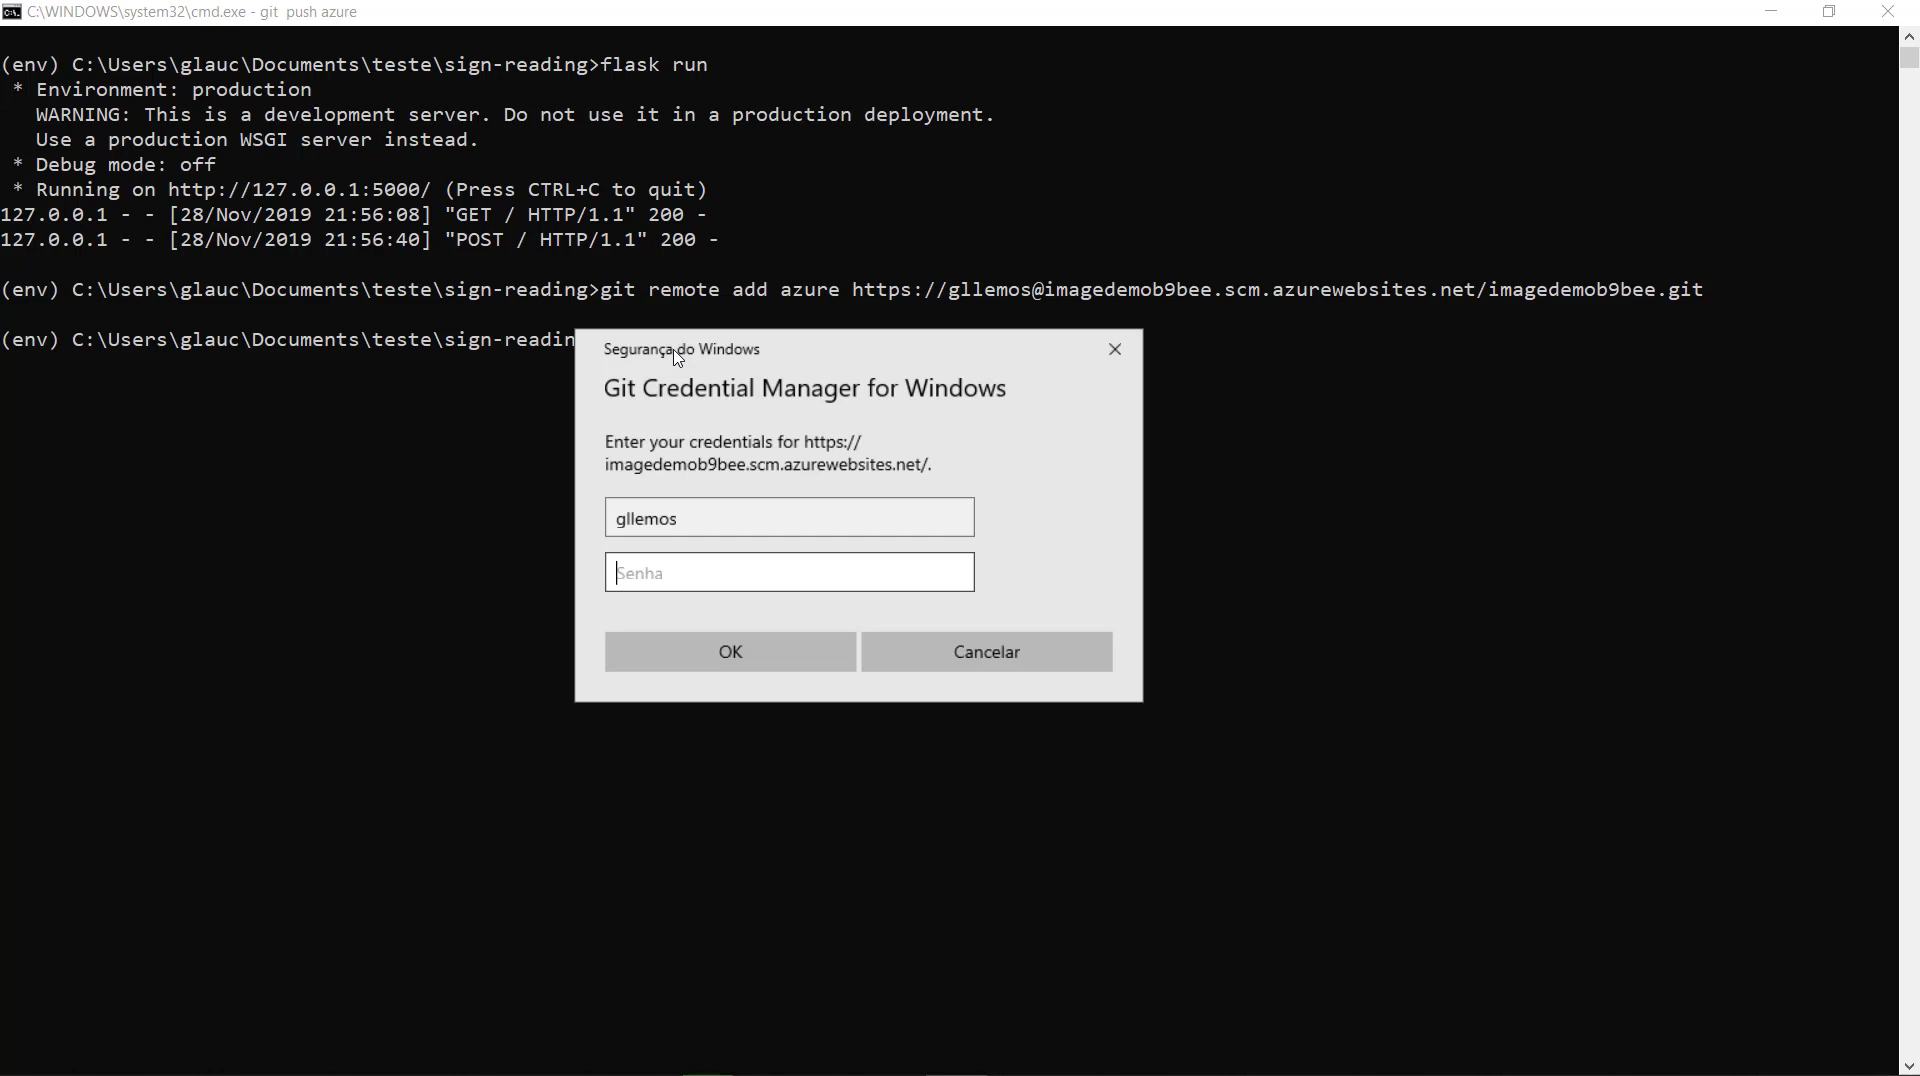 C:\WINDOWS\system32\cmd.exe - git  push azure
(env) C:\Users\glauc\Documents\teste\sign-reading>flask run
 * Environment: production
   WARNING: This is a development server. Do not use it in a production deployment.
   Use a production WSGI server instead.
 * Debug mode: off
 * Running on http://127.0.0.1:5000/ (Press CTRL+C to quit)
127.0.0.1 - - [28/Nov/2019 21:56:08] "GET / HTTP/1.1" 200 -
127.0.0.1 - - [28/Nov/2019 21:56:40] "POST / HTTP/1.1" 200 -
(env) C:\Users\glauc\Documents\teste\sign-reading>git remote add azure https://gllemos@imagedemob9bee.scm.azurewebsites.net/imagedemob9bee.git
(env) C:\Users\glauc\Documents\teste\sign-readin
Segurança do Windows
Git Credential Manager for Windows
Enter your credentials for https://
imagedemob9bee.scm.azurewebsites.net/.
gllemos
Senha
OK
Cancelar